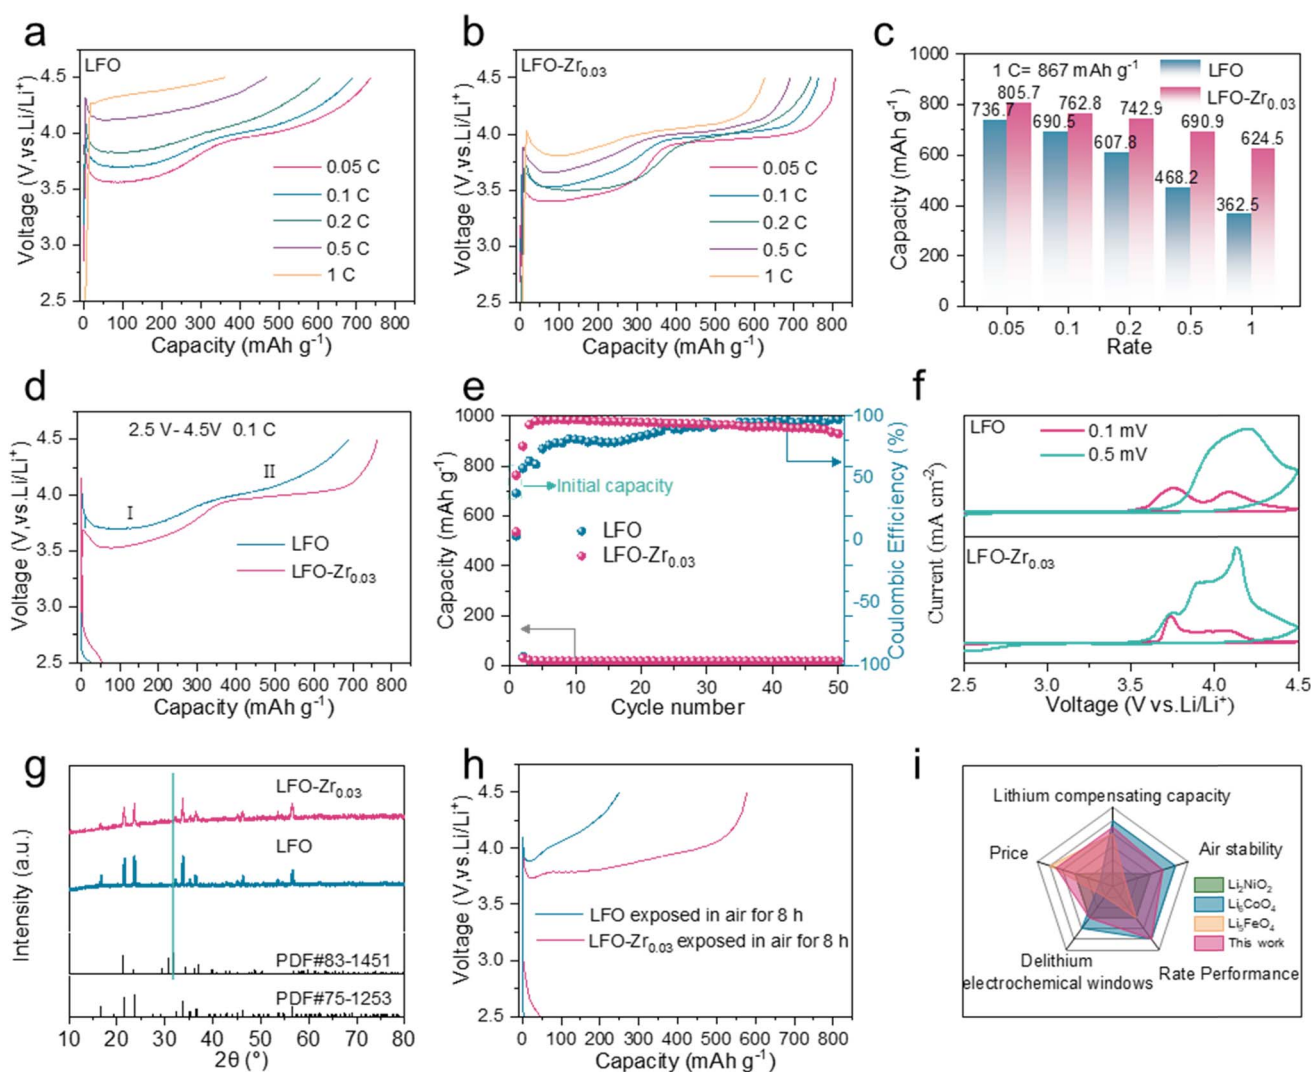 a
LFO
4.5
4.0
3.5
3.0
2.5
Voltage (V,vs.Li/Li⁺)
0.05 C
0.1 C
0.2 C
0.5 C
1 C
0 100 200 300 400 500 600 700 800
Capacity (mAh g⁻¹)
b
LFO-Zr₀.₀₃
4.5
4.0
3.5
3.0
2.5
Voltage (V,vs.Li/Li⁺)
0.05 C
0.1 C
0.2 C
0.5 C
1 C
0 100 200 300 400 500 600 700 800
Capacity (mAh g⁻¹)
c
1 C= 867 mAh g⁻¹
LFO
LFO-Zr₀.₀₃
1000
800
600
400
200
0
Capacity (mAh g⁻¹)
736.7 805.7
690.5 762.8
607.8 742.9
468.2 690.9
362.5 624.5
0.05 0.1 0.2 0.5 1
Rate
d
2.5 V- 4.5V 0.1 C
I
II
LFO
LFO-Zr₀.₀₃
4.5
4.0
3.5
3.0
2.5
Voltage (V,vs.Li/Li⁺)
0 100 200 300 400 500 600 700 800
Capacity (mAh g⁻¹)
e
1000
800
600
500
400
200
0
Capacity (mAh g⁻¹)
Initial capacity
LFO
LFO-Zr₀.₀₃
100
50
0
-50
-100
Coulombic Efficiency (%)
0 10 20 30 40 50
Cycle number
f
LFO
0.1 mV
0.5 mV
LFO-Zr₀.₀₃
Current (mA cm⁻²)
2.5 3.0 3.5 4.0 4.5
Voltage (V vs.Li/Li⁺)
g
LFO-Zr₀.₀₃
LFO
PDF#83-1451
PDF#75-1253
Intensity (a.u.)
10 20 30 40 50 60 70 80
2θ (°)
h
4.5
4.0
3.5
3.0
2.5
Voltage (V,vs.Li/Li⁺)
LFO exposed in air for 8 h
LFO-Zr₀.₀₃ exposed in air for 8 h
0 100 200 300 400 500 600 700 800
Capacity (mAh g⁻¹)
i
Lithium compensating capacity
Price
Air stability
Li₂NiO₂
Li₆CoO₄
Li₅FeO₄
This work
Delithium
electrochemical windows
Rate Performance